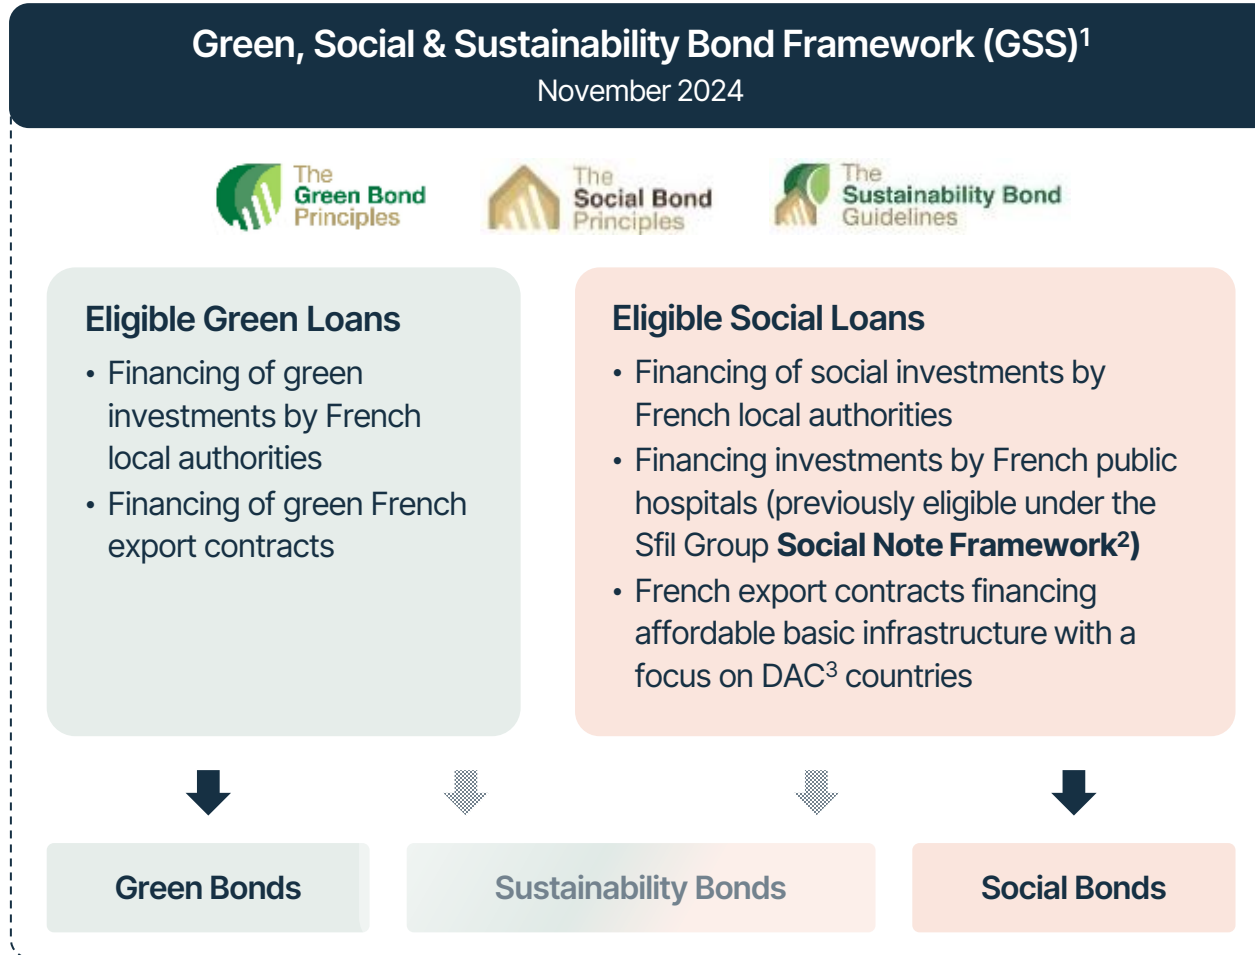 Green, Social & Sustainability Bond Framework (GSS)¹
November 2024
The
Green Bond
Principles
The
Social Bond
Principles
The
Sustainability Bond
Guidelines
Eligible Green Loans
• Financing of green
investments by French
local authorities
• Financing of green French
export contracts
Eligible Social Loans
• Financing of social investments by
French local authorities
• Financing investments by French public
hospitals (previously eligible under the
Sfil Group Social Note Framework²)
• French export contracts financing
affordable basic infrastructure with a
focus on DAC³ countries
Green Bonds
Sustainability Bonds
Social Bonds